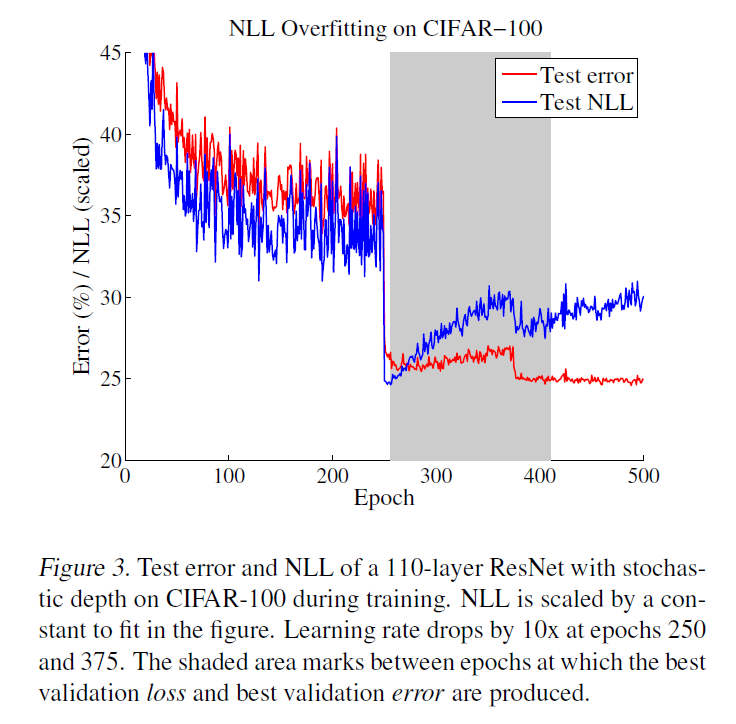 NLL Overfitting on CIFAR−100
45
40
35
30
25
20
0
100
200
300
400
500
Error (%) / NLL (scaled)
Epoch
Test error
Test NLL
Figure 3. Test error and NLL of a 110-layer ResNet with stochas-
tic depth on CIFAR-100 during training. NLL is scaled by a con-
stant to fit in the figure. Learning rate drops by 10x at epochs 250
and 375. The shaded area marks between epochs at which the best
validation loss and best validation error are produced.